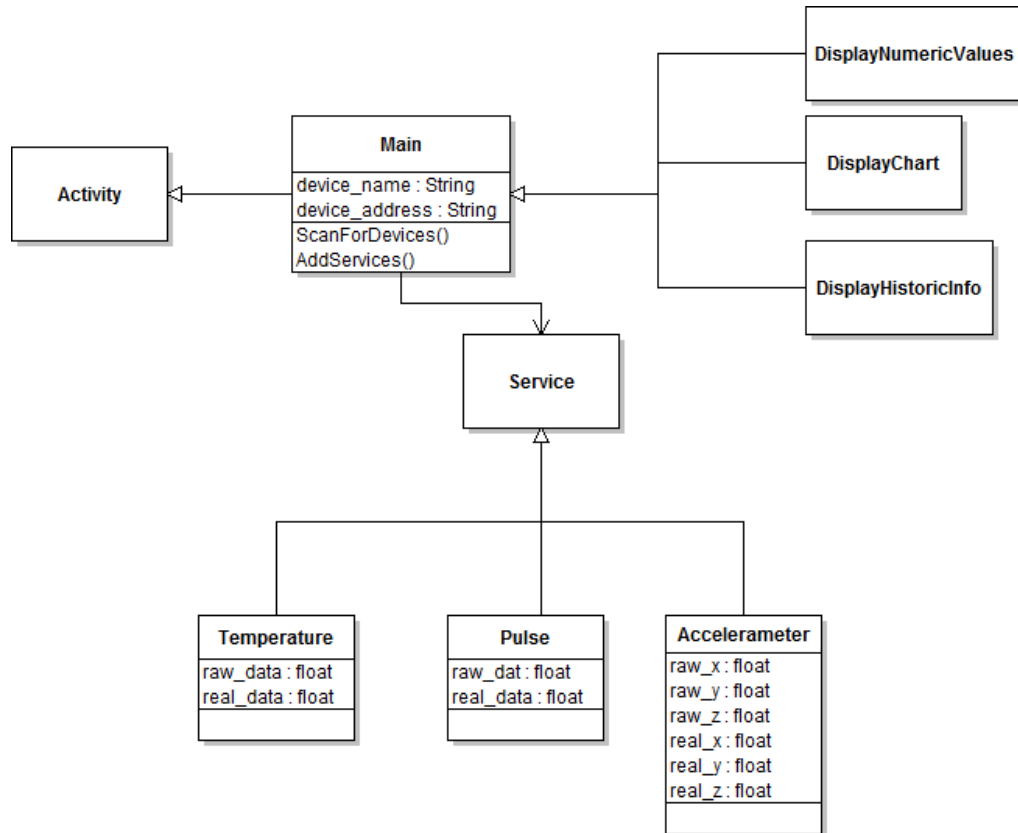 DisplayNumericValues
Main
device_name : String
device_address : String
ScanForDevices()
AddServices()
Activity
DisplayChart
DisplayHistoricInfo
Service
Temperature
raw_data : float
real_data : float
Pulse
raw_dat : float
real_data : float
Accelerameter
raw_x : float
raw_y : float
raw_z : float
real_x : float
real_y : float
real_z : float